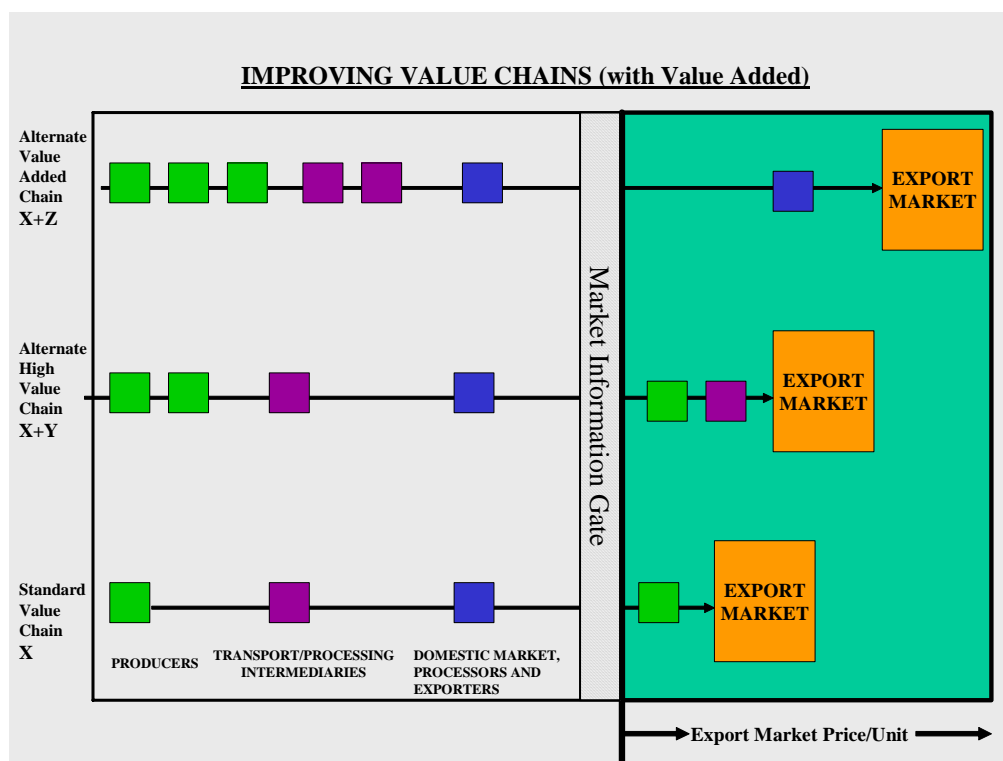 IMPROVING VALUE CHAINS (with Value Added)
Alternate
Value
Added
Chain
X+Z
EXPORT
MARKET
Market Information Gate
Alternate
High
Value
Chain
X+Y
EXPORT
MARKET
Standard
Value
Chain
X
EXPORT
MARKET
PRODUCERS
TRANSPORT/PROCESSING
INTERMEDIARIES
DOMESTIC MARKET,
PROCESSORS AND
EXPORTERS
Export Market Price/Unit